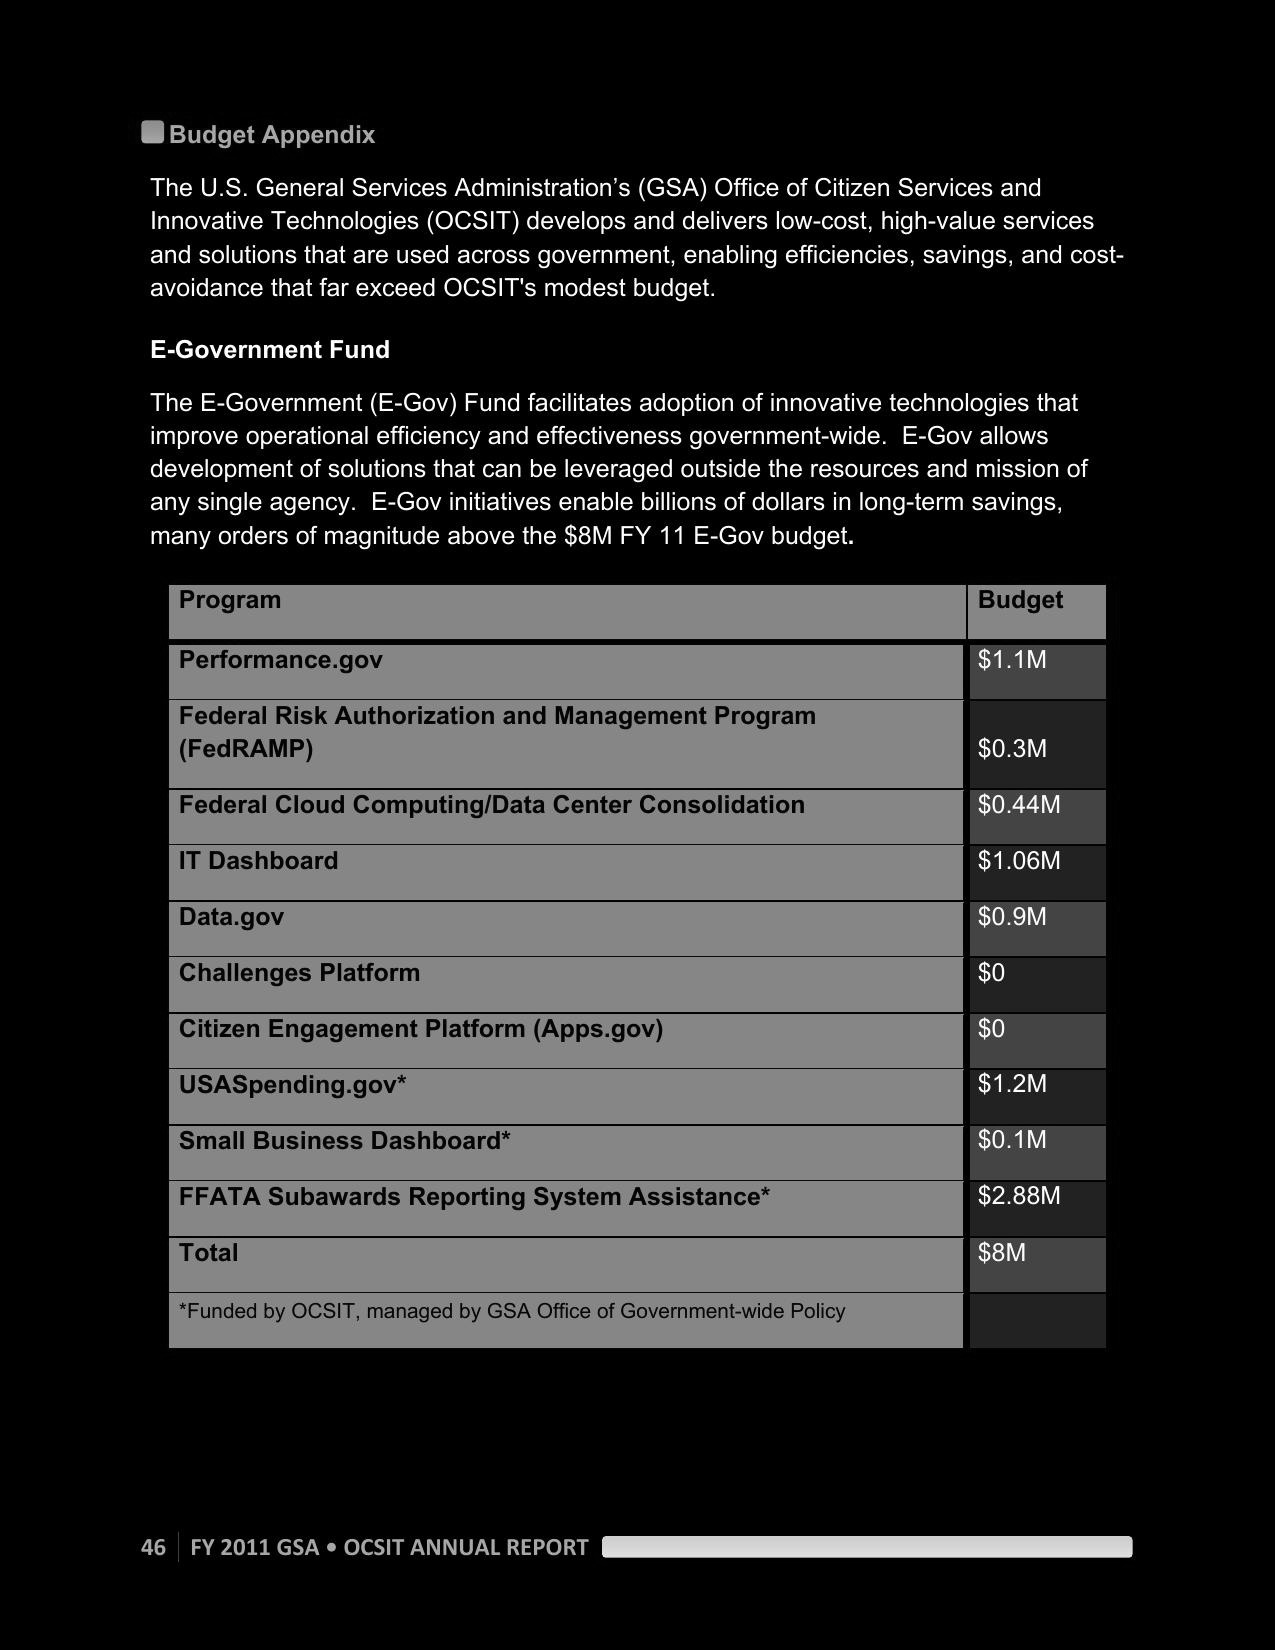 Budget Appendix
The U.S. General Services Administration’s (GSA) Office of Citizen Services and
Innovative Technologies (OCSIT) develops and delivers low-cost, high-value services
and solutions that are used across government, enabling efficiencies, savings, and cost-
avoidance that far exceed OCSIT's modest budget.
E-Government Fund
The E-Government (E-Gov) Fund facilitates adoption of innovative technologies that
improve operational efficiency and effectiveness government-wide.  E-Gov allows
development of solutions that can be leveraged outside the resources and mission of
any single agency.  E-Gov initiatives enable billions of dollars in long-term savings,
many orders of magnitude above the $8M FY 11 E-Gov budget.
Program Budget
Performance.gov $1.1M
Federal Risk Authorization and Management Program
(FedRAMP) $0.3M
Federal Cloud Computing/Data Center Consolidation $0.44M
IT Dashboard $1.06M
Data.gov $0.9M
Challenges Platform $0
Citizen Engagement Platform (Apps.gov) $0
USASpending.gov* $1.2M
Small Business Dashboard* $0.1M
FFATA Subawards Reporting System Assistance* $2.88M
Total $8M
*Funded by OCSIT, managed by GSA Office of Government-wide Policy
46 FY 2011 GSA • OCSIT ANNUAL REPORT